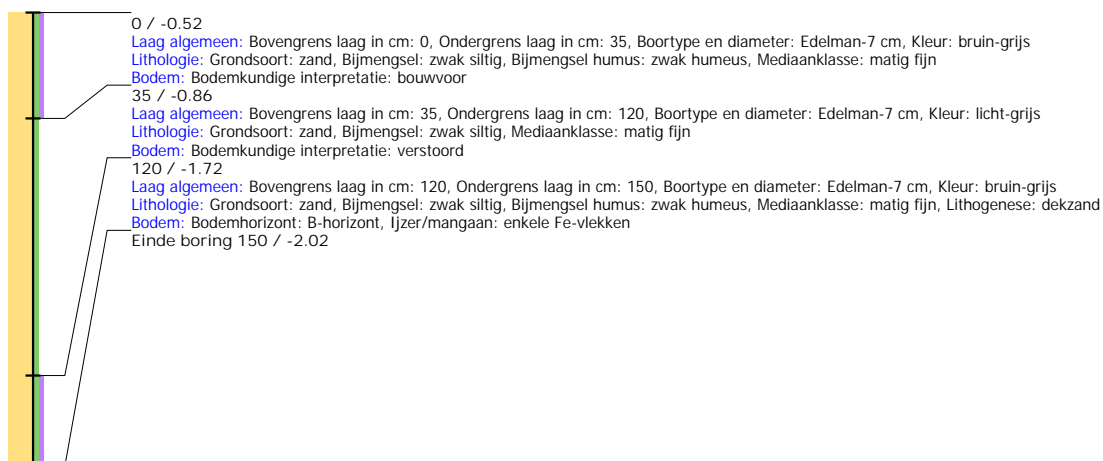 0 / -0.52
Laag algemeen: Bovengrens laag in cm: 0, Ondergrens laag in cm: 35, Boortype en diameter: Edelman-7 cm, Kleur: bruin-grijs
Lithologie: Grondsoort: zand, Bijmengsel: zwak siltig, Bijmengsel humus: zwak humeus, Mediaanklasse: matig fijn
Bodem: Bodemkundige interpretatie: bouwvoor
35 / -0.86
Laag algemeen: Bovengrens laag in cm: 35, Ondergrens laag in cm: 120, Boortype en diameter: Edelman-7 cm, Kleur: licht-grijs
Lithologie: Grondsoort: zand, Bijmengsel: zwak siltig, Mediaanklasse: matig fijn
Bodem: Bodemkundige interpretatie: verstoord
120 / -1.72
Laag algemeen: Bovengrens laag in cm: 120, Ondergrens laag in cm: 150, Boortype en diameter: Edelman-7 cm, Kleur: bruin-grijs
Lithologie: Grondsoort: zand, Bijmengsel: zwak siltig, Bijmengsel humus: zwak humeus, Mediaanklasse: matig fijn, Lithogenese: dekzand
Bodem: Bodemhorizont: B-horizont, Ijzer/mangaan: enkele Fe-vlekken
Einde boring 150 / -2.02